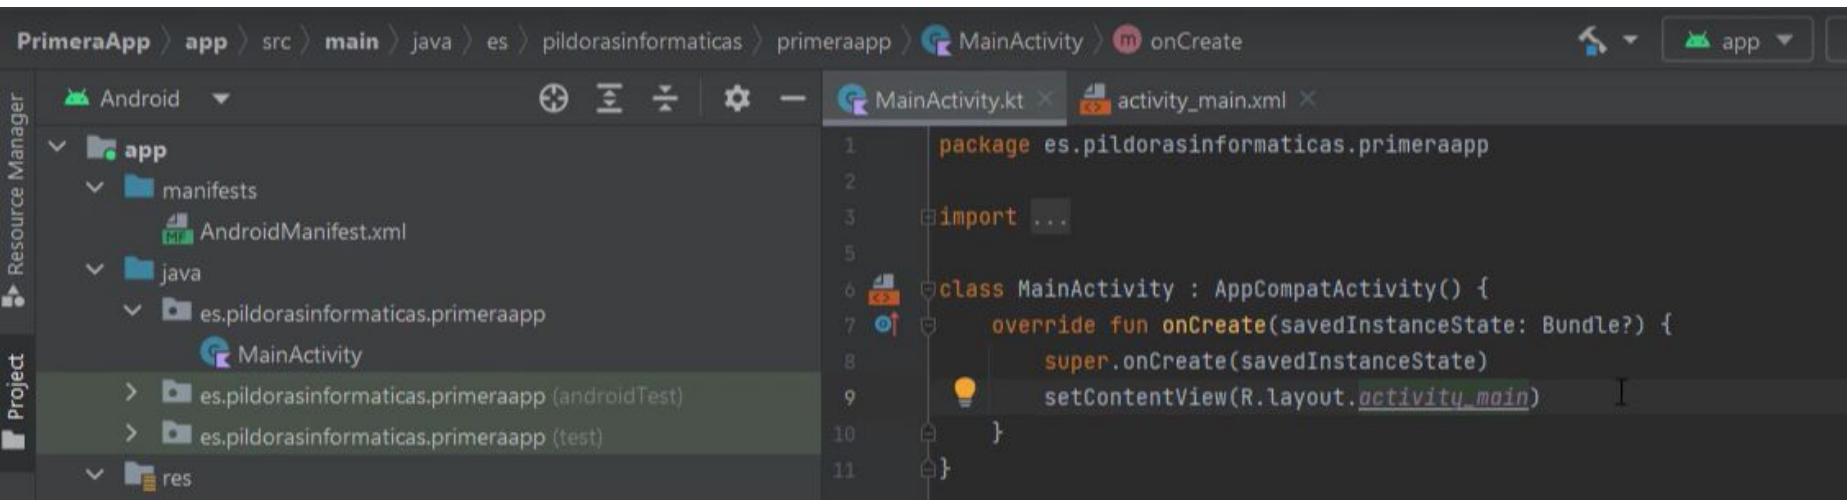 PrimeraApp 〉 app 〉 src 〉 main 〉 java 〉 es 〉 pildorasinformaticas 〉 primeraapp 〉 MainActivity 〉 m onCreate
app
Resource Manager
Project
Android
app
manifests
MF AndroidManifest.xml
java
es.pildorasinformaticas.primeraapp
MainActivity
es.pildorasinformaticas.primeraapp (androidTest)
es.pildorasinformaticas.primeraapp (test)
res
MainActivity.kt × activity_main.xml ×
1 package es.pildorasinformaticas.primeraapp
2
3 import ...
5
6 class MainActivity : AppCompatActivity() {
7 override fun onCreate(savedInstanceState: Bundle?) {
8 super.onCreate(savedInstanceState)
9 setContentView(R.layout.activity_main)
10 }
11 }